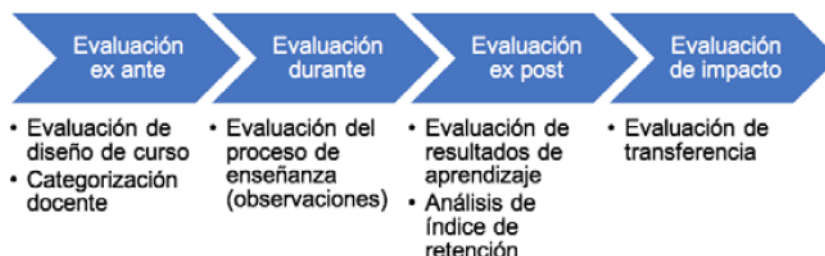 Evaluación
ex ante
Evaluación
durante
Evaluación
ex post
Evaluación
de impacto
• Evaluación de
diseño de curso
• Categorización
docente
• Evaluación del
proceso de
enseñanza
(observaciones)
• Evaluación de
resultados de
aprendizaje
• Análisis de
índice de
retención
• Evaluación de
transferencia